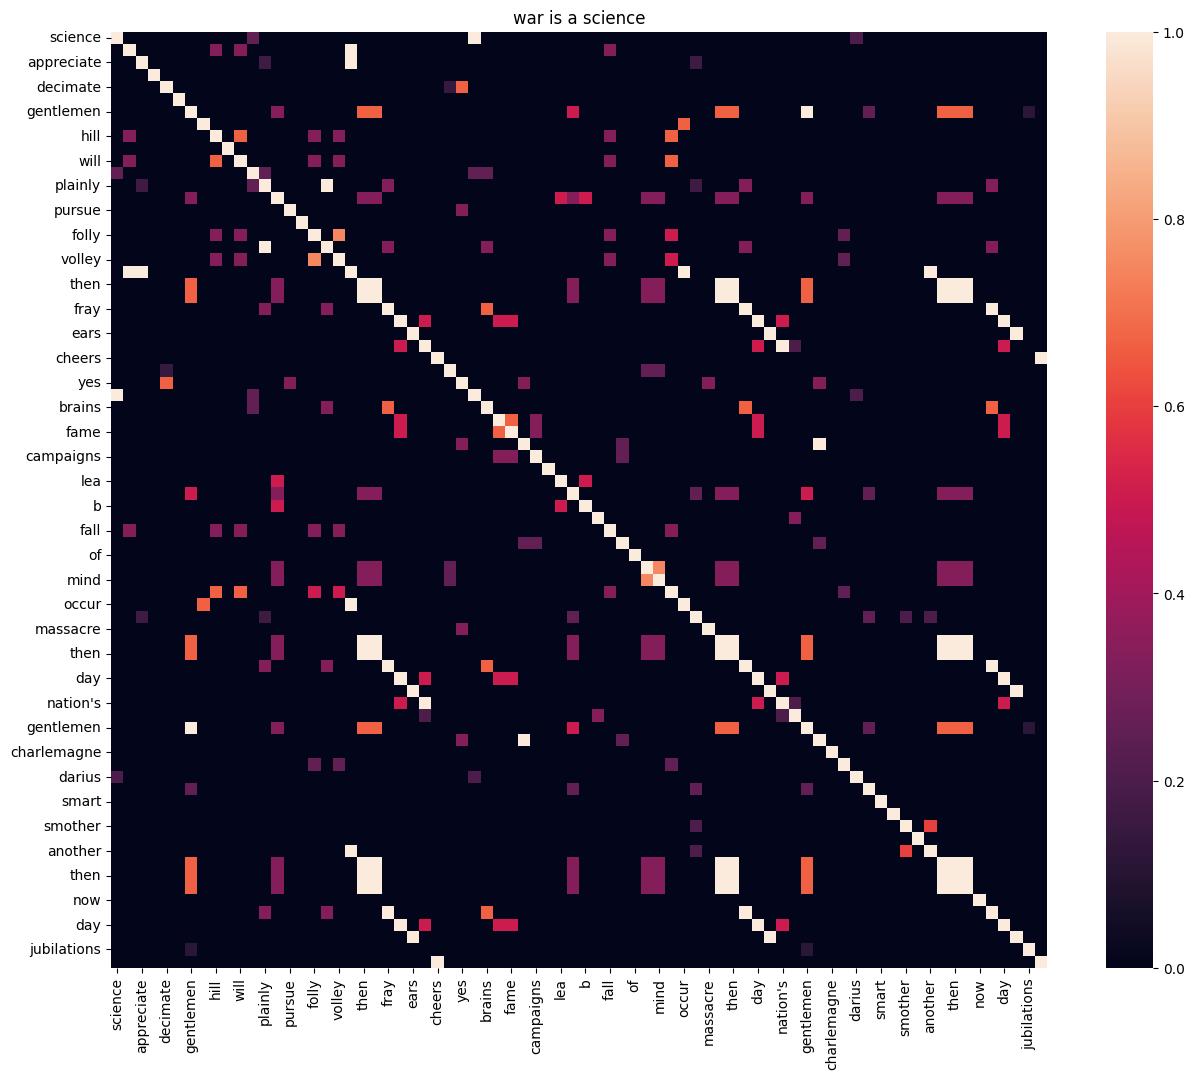 war is a science
science
appreciate
decimate
gentlemen
hill
will
plainly
pursue
folly
volley
then
fray
ears
cheers
yes
brains
fame
campaigns
lea
b
fall
of
mind
occur
massacre
then
day
nation's
gentlemen
charlemagne
darius
smart
smother
another
then
now
day
jubilations
1.0
0.8
0.6
0.4
0.2
0.0
science
appreciate
decimate
gentlemen
hill
will
plainly
pursue
folly
volley
then
fray
ears
cheers
yes
brains
fame
campaigns
lea
b
fall
of
mind
occur
massacre
then
day
nation's
gentlemen
charlemagne
darius
smart
smother
another
then
now
day
jubilations